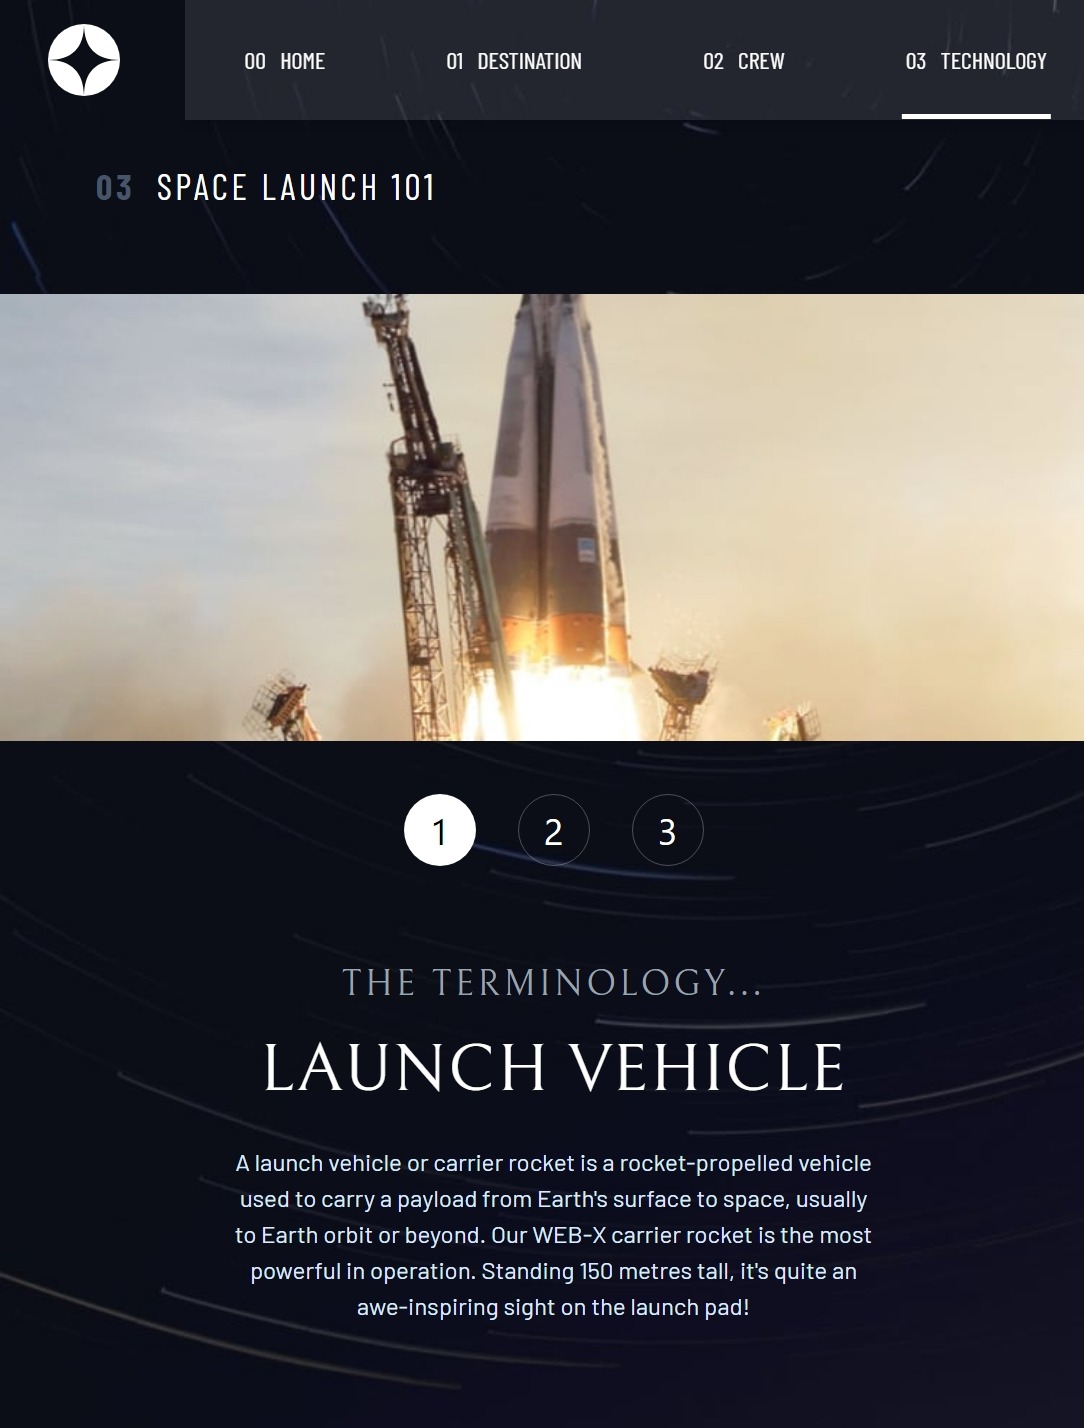 00 HOME 01 DESTINATION 02 CREW 03 TECHNOLOGY
03 SPACE LAUNCH 101
1 2 3
THE TERMINOLOGY...
LAUNCH VEHICLE
A launch vehicle or carrier rocket is a rocket-propelled vehicle
used to carry a payload from Earth's surface to space, usually
to Earth orbit or beyond. Our WEB-X carrier rocket is the most
powerful in operation. Standing 150 metres tall, it's quite an
awe-inspiring sight on the launch pad!